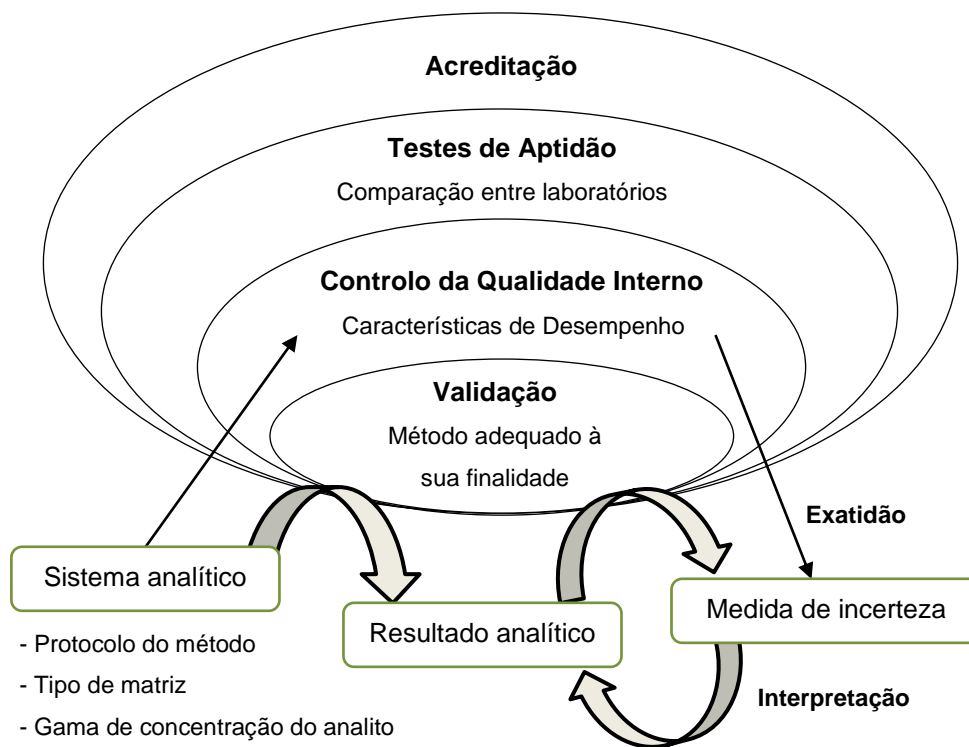 Acreditação
Testes de Aptidão
Comparação entre laboratórios
Controlo da Qualidade Interno
Características de Desempenho
Validação
Método adequado à
sua finalidade
Exatidão
Sistema analítico
Medida de incerteza
Resultado analítico
- Protocolo do método
- Tipo de matriz
- Gama de concentração do analito
Interpretação